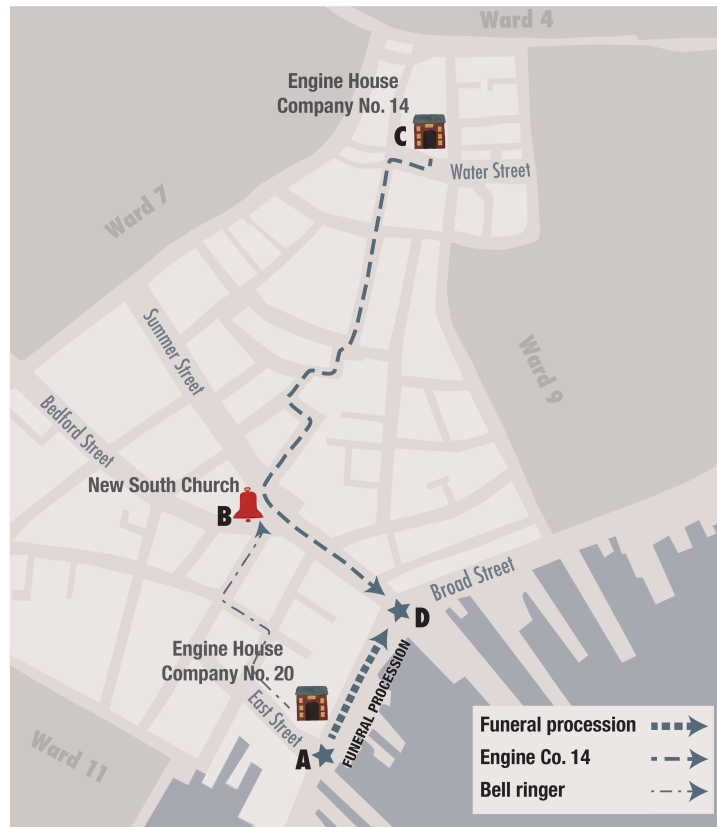 Ward 4
Engine House
Company No. 14
C
Water Street
Ward 7
Summer Street
Ward 9
Bedford Street
New South Church
B
Broad Street
D
Engine House
Company No. 20
FUNERAL PROCESSION
East Street
A
Ward 11
Funeral procession
Engine Co. 14
Bell ringer